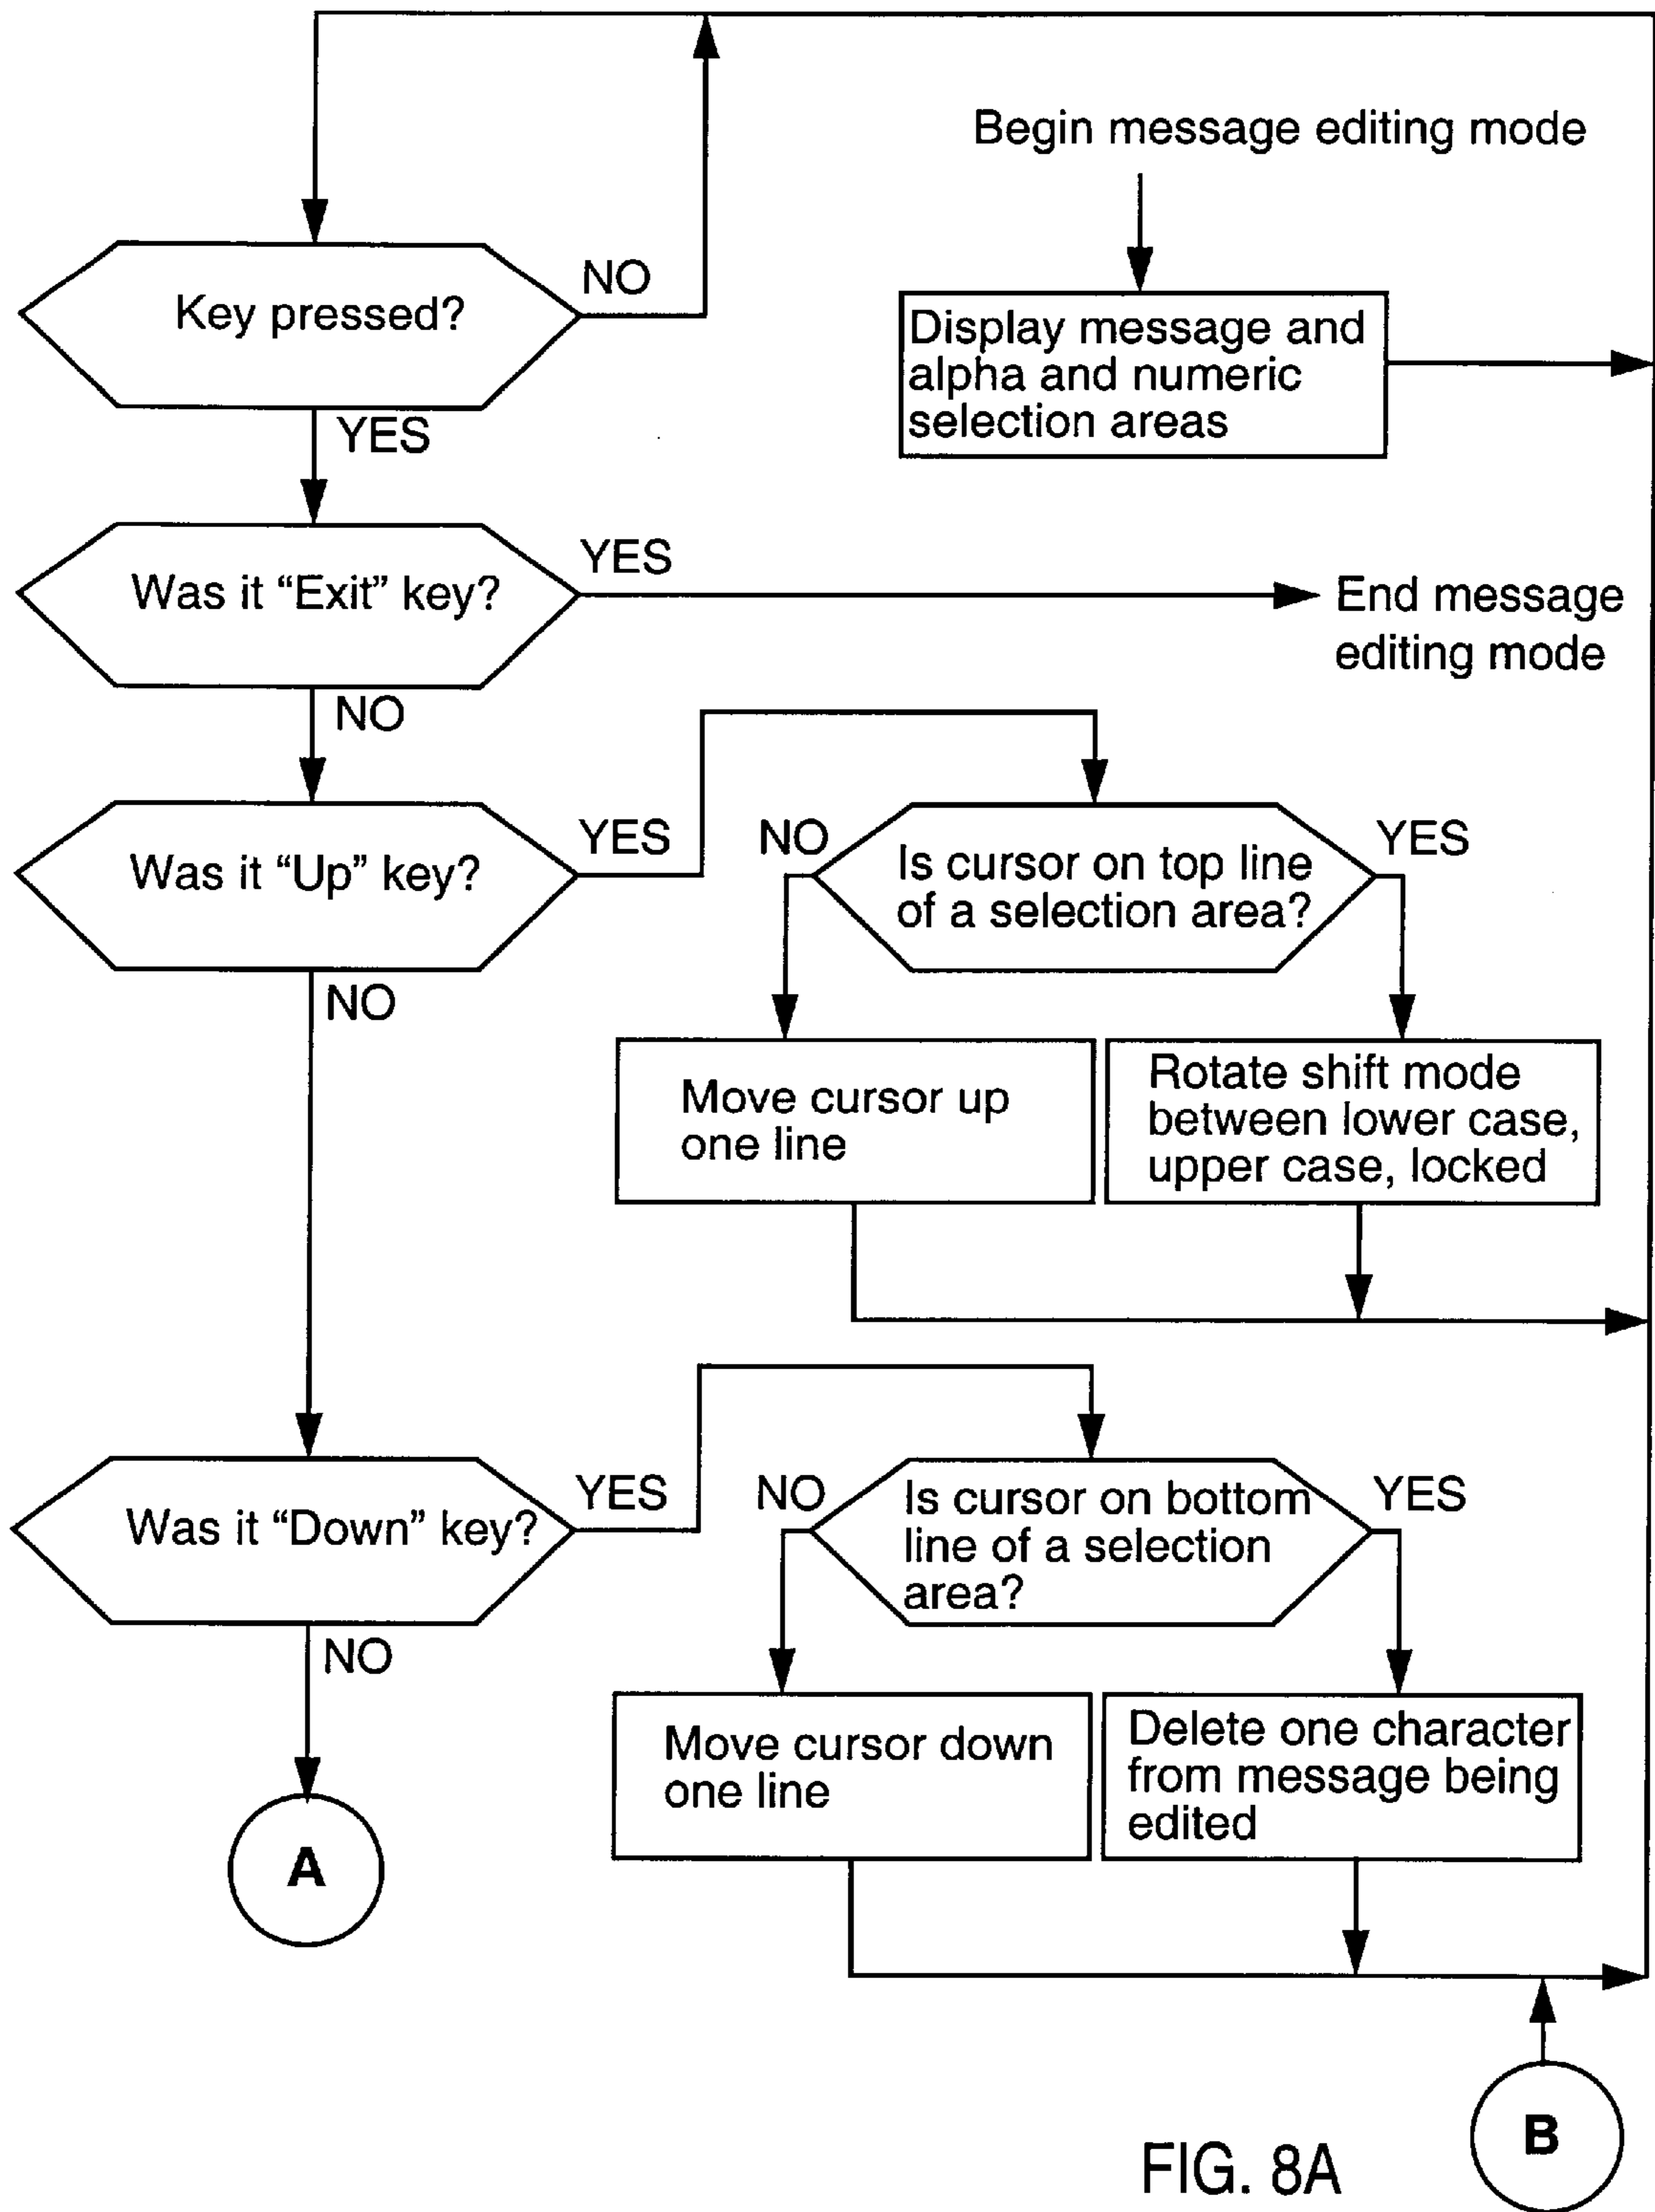 Begin message editing mode
Display message and
alpha and numeric
selection areas
Key pressed?
NO
YES
Was it “Exit” key?
YES
End message
editing mode
NO
Was it “Up” key?
YES
NO
Is cursor on top line
of a selection area?
NO
YES
Move cursor up
one line
Rotate shift mode
between lower case,
upper case, locked
Was it “Down” key?
YES
NO
Is cursor on bottom
line of a selection
area?
NO
YES
Move cursor down
one line
Delete one character
from message being
edited
A
B
FIG. 8A